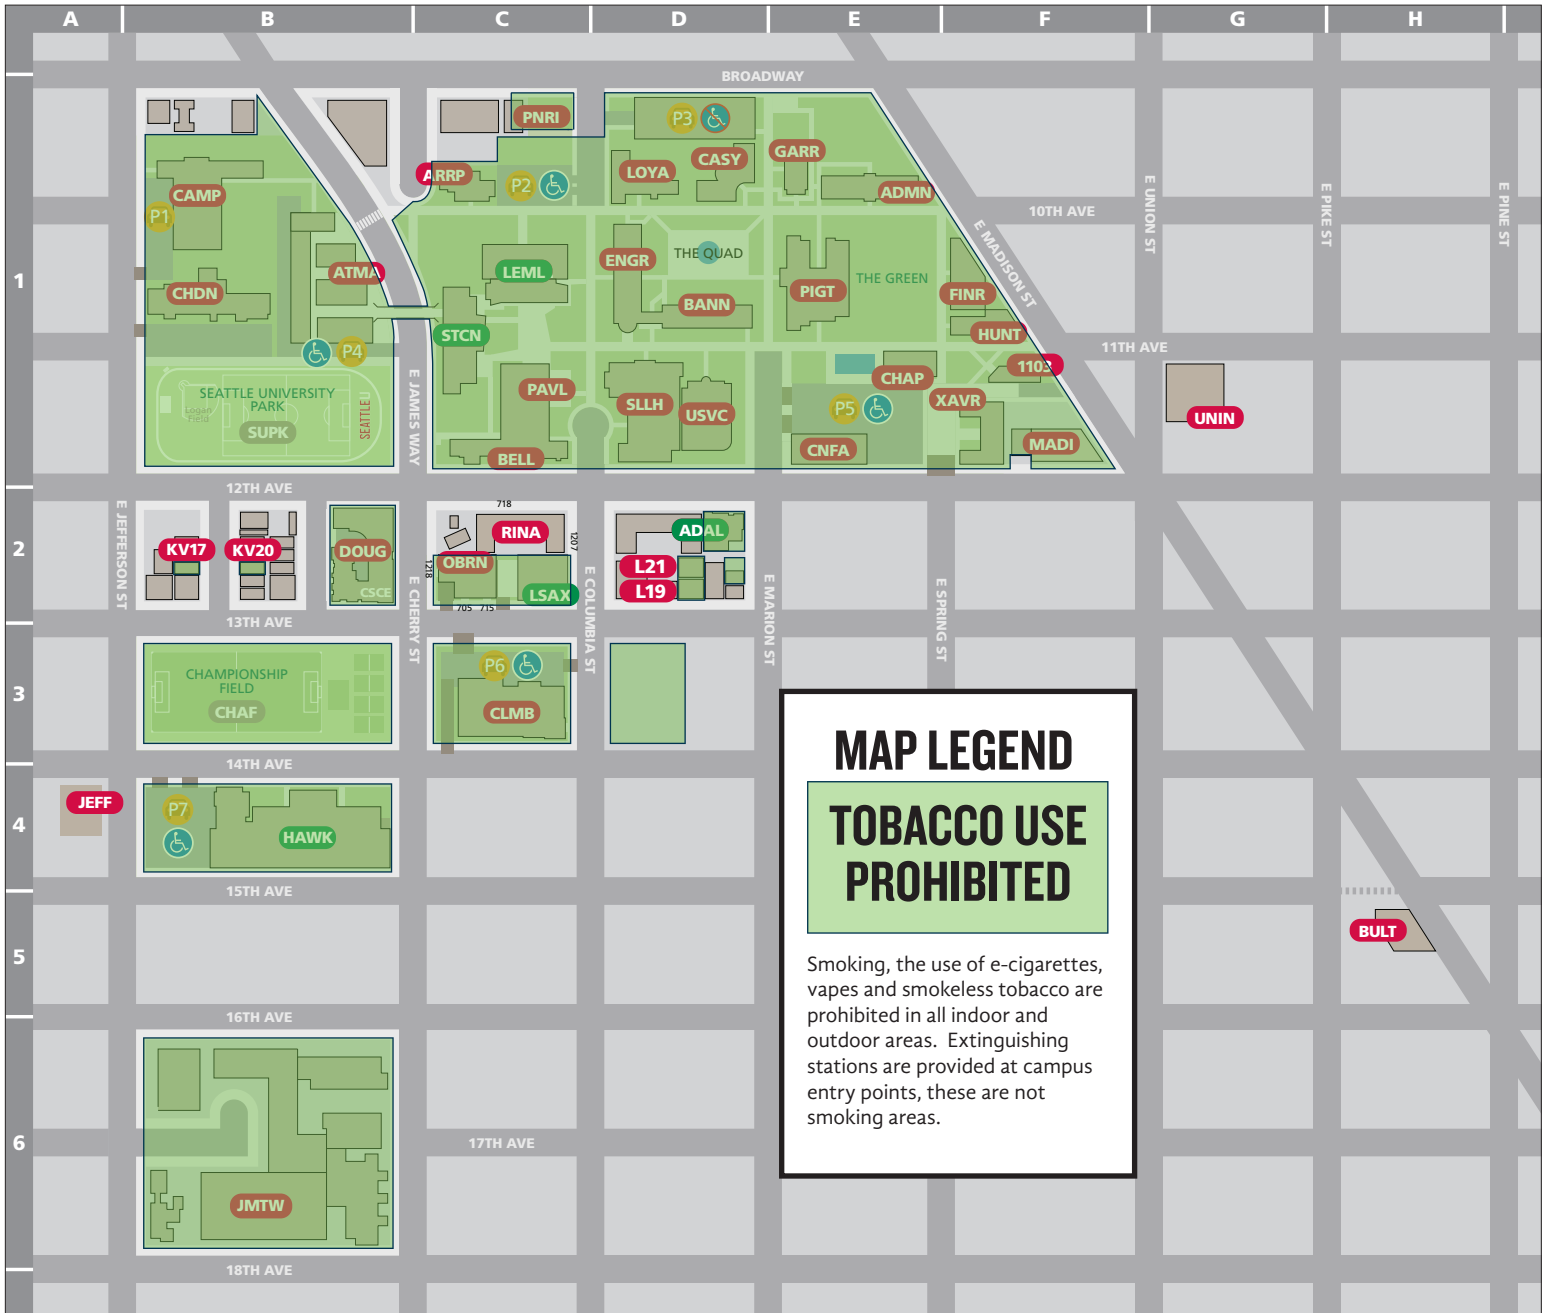 A B C D E F G H
BROADWAY
PNRI
P3
GARR
CASY
LOYA
ARRP
P2
ADMN
CAMP
P1
10TH AVE
E UNION ST
E PIKE ST
E PINE ST
E MADISON ST
THE QUAD
ENGR
LEML
ATMA
1
CHDN
THE GREEN
PIGT
FINR
BANN
STCN
HUNT
P4
11TH AVE
1103
CHAP
SEATTLE UNIVERSITY
PARK
Logan
Field
SUPK
SEATTLE U
E JAMES WAY
PAVL
SLLH
USVC
P5
XAVR
UNIN
CNFA
MADI
BELL
12TH AVE
E JEFFERSON ST
718
2
KV17
KV20
DOUG
CSCE
RINA
1207
OBRN
1218
LSAX
705 715
ADAL
L21
L19
E CHERRY ST
E COLUMBIA ST
E MARION ST
E SPRING ST
13TH AVE
3
CHAMPIONSHIP
FIELD
CHAF
P6
CLMB
14TH AVE
4
JEFF
P7
HAWK
15TH AVE
MAP LEGEND
TOBACCO USE
PROHIBITED
Smoking, the use of e-cigarettes,
vapes and smokeless tobacco are
prohibited in all indoor and
outdoor areas. Extinguishing
stations are provided at campus
entry points, these are not
smoking areas.
BULT
5
16TH AVE
6
17TH AVE
JMTW
18TH AVE